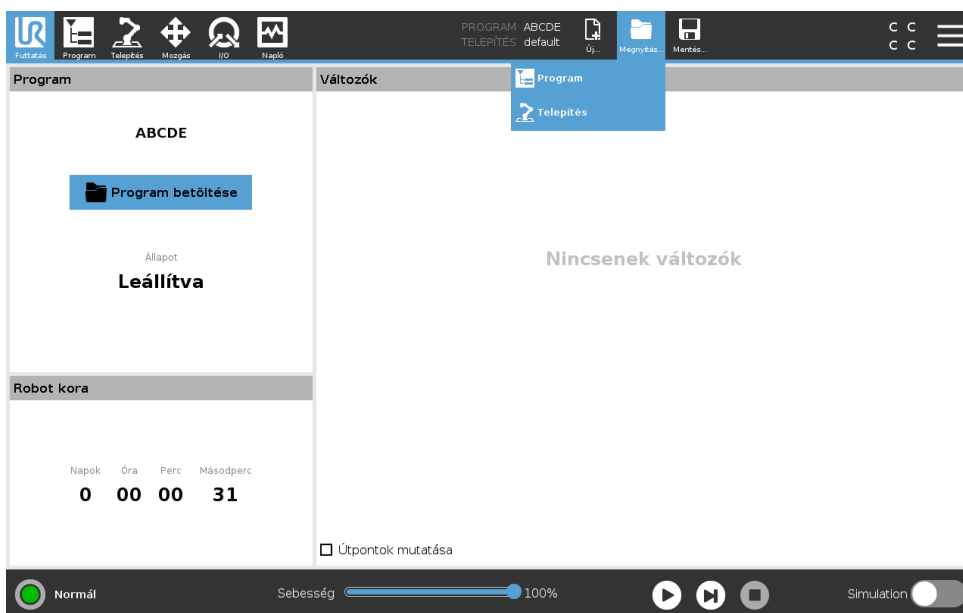 UR
Futtatás
Program
Telepítés
Mozgás
I/O
Napló
PROGRAM ABCDE
TELEPÍTÉS default
Új...
Megnyitás...
Mentés...
C C
C C
Program
Telepítés
Program
ABCDE
Program betöltése
Állapot
Leállítva
Változók
Nincsenek változók
Robot kora
Napok Óra Perc Másodperc
0 00 00 31
Útpontok mutatása
Normál
Sebesség 100%
Simulation